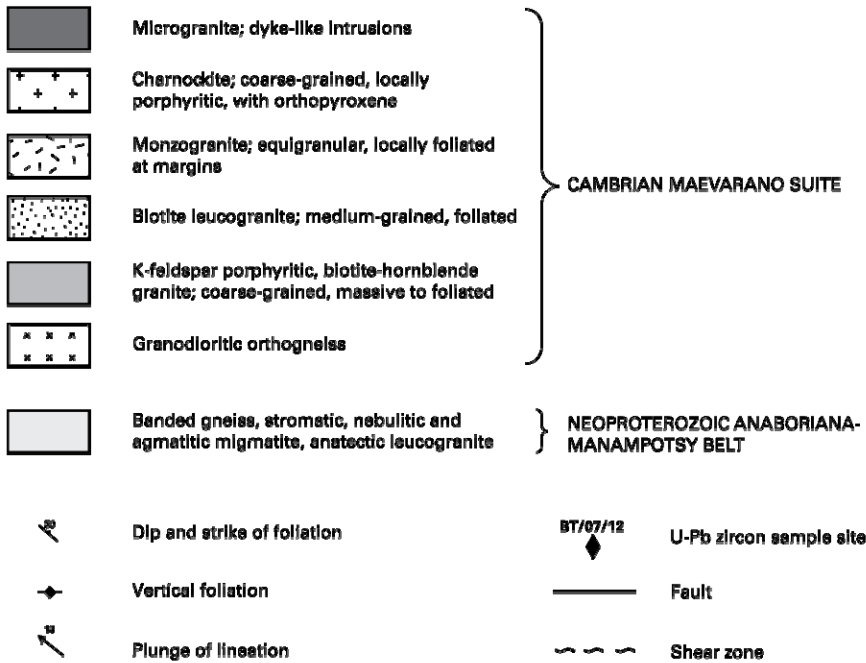 Microgranite; dyke-like intrusions
Charnockite; coarse-grained, locally
porphyritic, with orthopyroxene
Monzogranite; equigranular, locally foliated
at margins
Biotite leucogranite; medium-grained, foliated
K-feldspar porphyritic, biotite-hornblende
granite; coarse-grained, massive to foliated
Granodioritic orthogneiss
CAMBRIAN MAEVARANO SUITE
Banded gneiss, stromatic, nebulitic and
agmatitic migmatite, anatectic leucogranite
NEOPROTEROZOIC ANABORIANA-
MANAMPOTSY BELT
Dip and strike of foliation
Vertical foliation
Plunge of lineation
BT/07/12
U-Pb zircon sample site
Fault
Shear zone